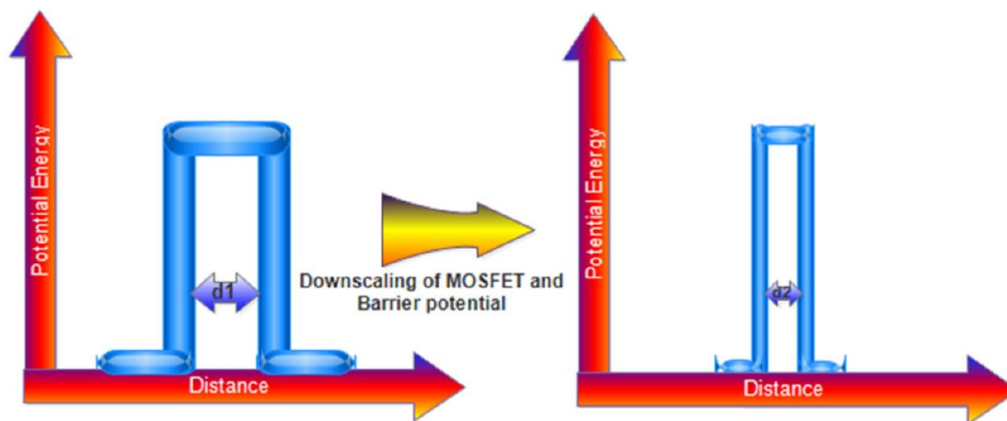 Potential Energy
d1
Distance
Downscaling of MOSFET and
Barrier potential
Potential Energy
d2
Distance